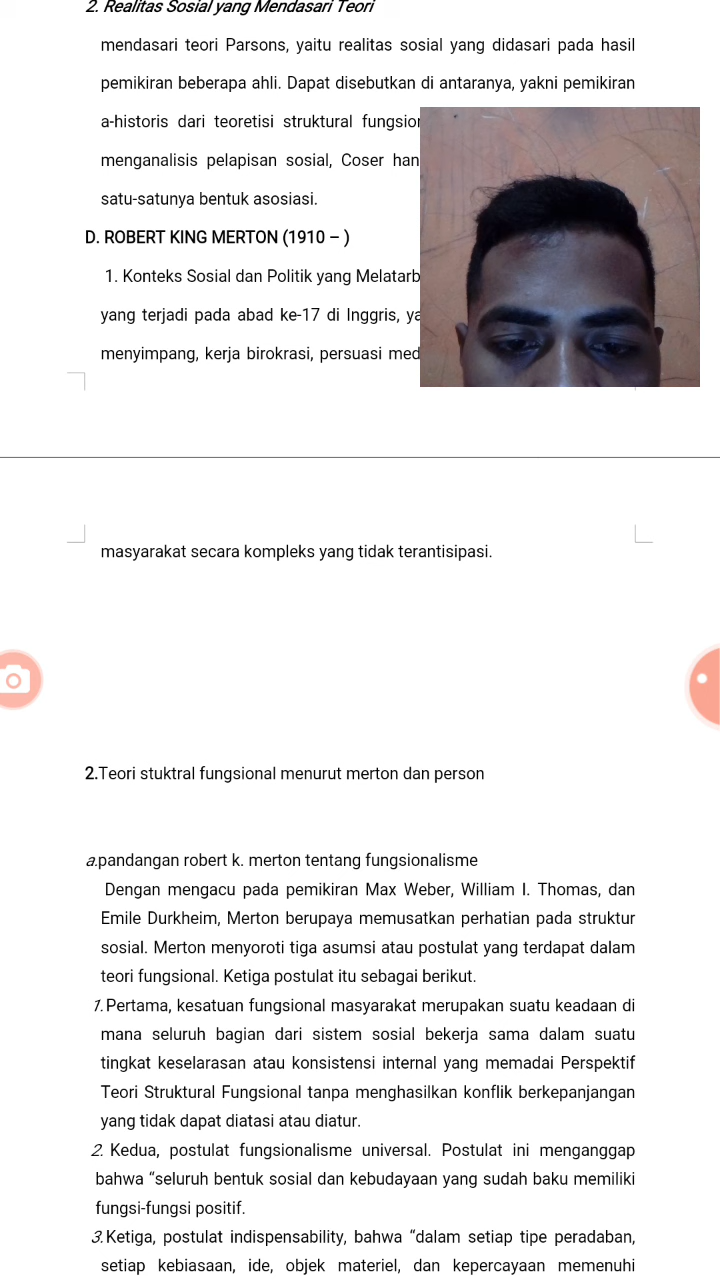 2. Realitas Sosial yang Mendasari Teori
mendasari teori Parsons, yaitu realitas sosial yang didasari pada hasil
pemikiran beberapa ahli. Dapat disebutkan di antaranya, yakni pemikiran
a-historis dari teoretisi struktural
menganalisis pelapisan sosial, Coser
satu-satunya bentuk asosiasi.
D. ROBERT KING MERTON (1910 – )
1. Konteks Sosial dan Politik yang
yang terjadi pada abad ke-17 di Inggris,
menyimpang, kerja birokrasi, persuasi
masyarakat secara kompleks yang tidak terantisipasi.
2.Teori stuktral fungsional menurut merton dan person
a.pandangan robert k. merton tentang fungsionalisme
Dengan mengacu pada pemikiran Max Weber, William I. Thomas, dan
Emile Durkheim, Merton berupaya memusatkan perhatian pada struktur
sosial. Merton menyoroti tiga asumsi atau postulat yang terdapat dalam
teori fungsional. Ketiga postulat itu sebagai berikut.
1.Pertama, kesatuan fungsional masyarakat merupakan suatu keadaan di
mana seluruh bagian dari sistem sosial bekerja sama dalam suatu
tingkat keselarasan atau konsistensi internal yang memadai Perspektif
Teori Struktural Fungsional tanpa menghasilkan konflik berkepanjangan
yang tidak dapat diatasi atau diatur.
2. Kedua, postulat fungsionalisme universal. Postulat ini menganggap
bahwa “seluruh bentuk sosial dan kebudayaan yang sudah baku memiliki
fungsi-fungsi positif.
3.Ketiga, postulat indispensability, bahwa “dalam setiap tipe peradaban,
setiap kebiasaan, ide, objek materiel, dan kepercayaan memenuhi